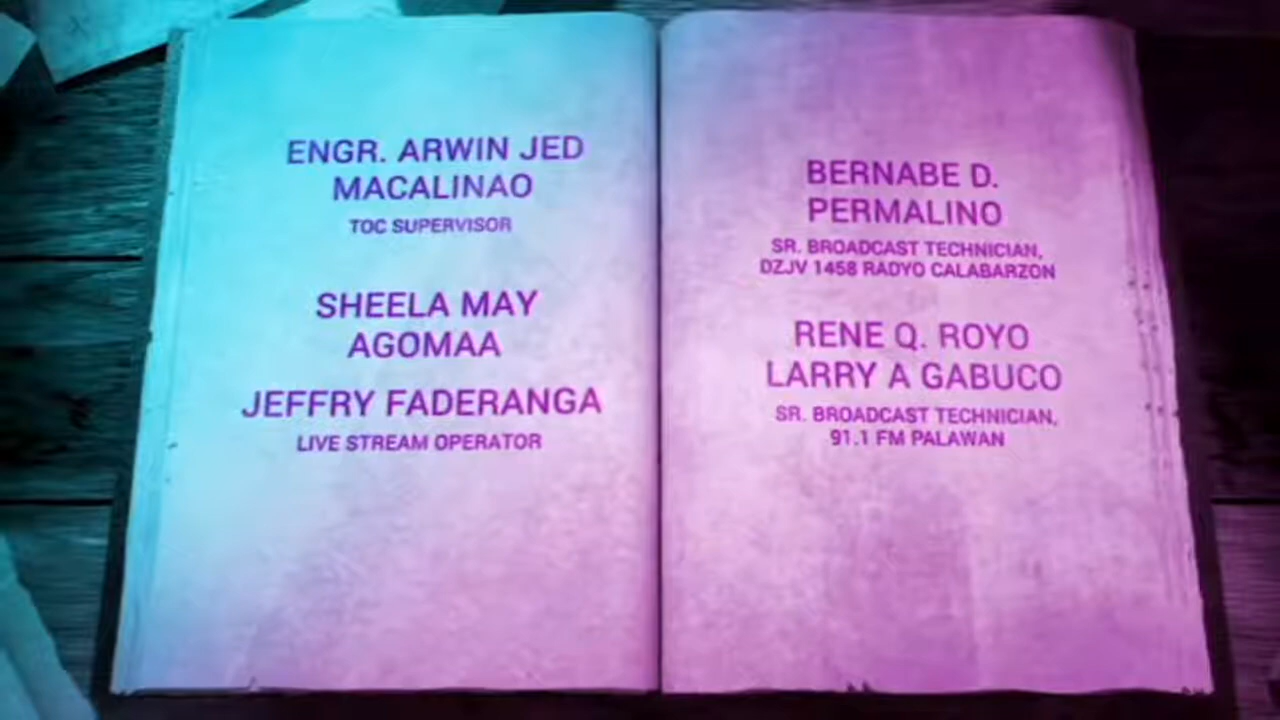 ENGR. ARWIN JED
MACALINAO
TOC SUPERVISOR
SHEELA MAY
AGOMAA
JEFFRY FADERANGA
LIVE STREAM OPERATOR
BERNABE D.
PERMALINO
SR. BROADCAST TECHNICIAN,
DZJV 1458 RADYO CALABARZON
RENE Q. ROYO
LARRY A GABUCO
SR. BROADCAST TECHNICIAN,
91.1 FM PALAWAN